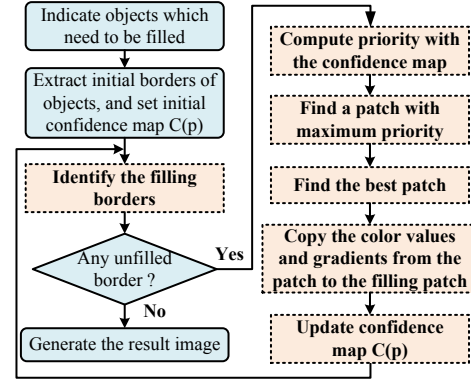 Indicate objects which
need to be filled
Extract initial borders of
objects, and set initial
confidence map C(p)
Identify the filling
borders
Any unfilled
border ?
Yes
No
Generate the result image
Compute priority with
the confidence map
Find a patch with
maximum priority
Find the best patch
Copy the color values
and gradients from the
patch to the filling patch
Update confidence
map C(p)